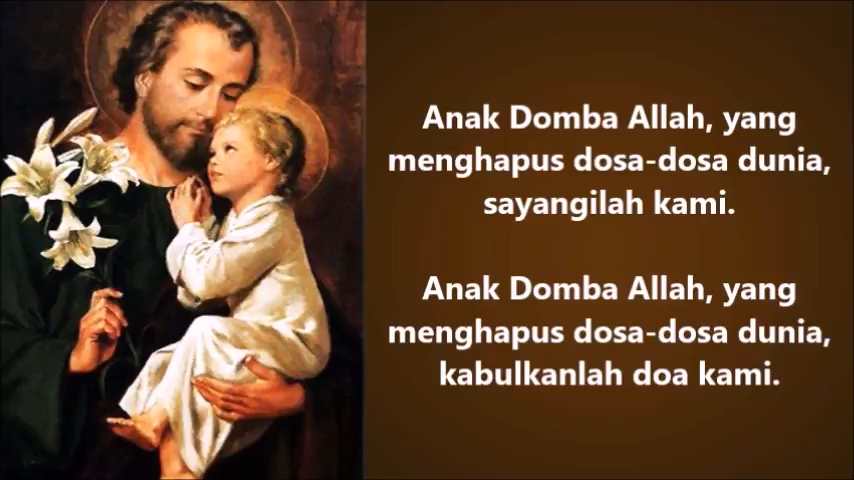 Anak Domba Allah, yang
menghapus dosa-dosa dunia,
sayangilah kami.
Anak Domba Allah, yang
menghapus dosa-dosa dunia,
kabulkanlah doa kami.